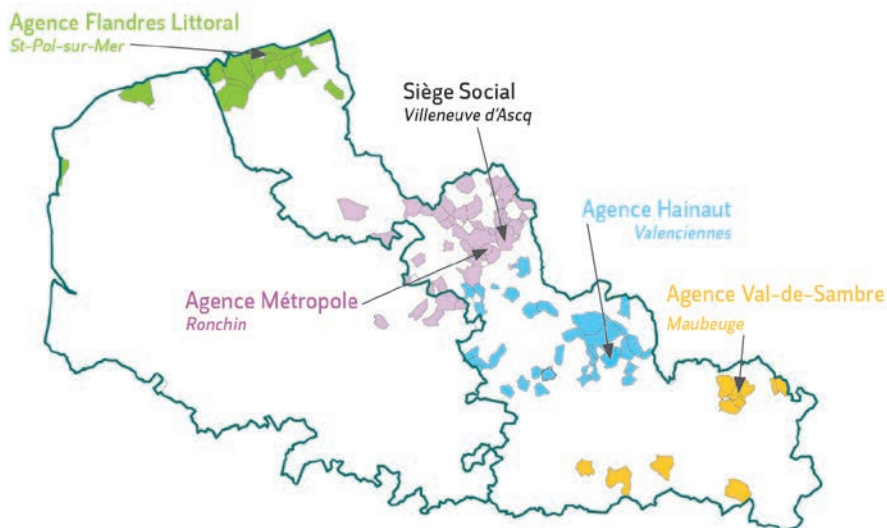 Agence Flandres Littoral
St-Pol-sur-Mer
Siège Social
Villeneuve d'Ascq
Agence Hainaut
Valenciennes
Agence Métropole
Ronchin
Agence Val-de-Sambre
Maubeuge